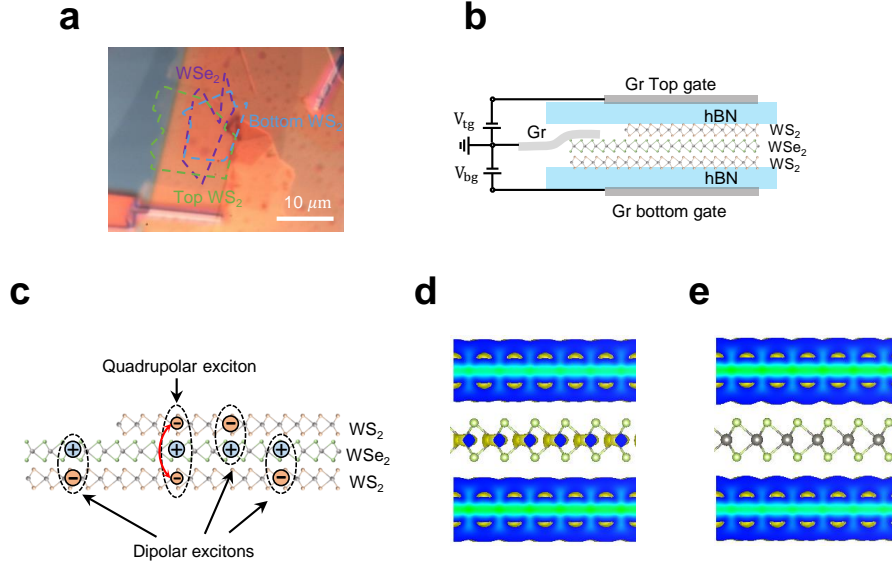 a
WSe₂
Bottom WS₂
Top WS₂
10 μm
b
Gr Top gate
hBN
Vtg
Gr
WS₂
WSe₂
WS₂
Vbg
hBN
Gr bottom gate
c
Quadrupolar exciton
WS₂
WSe₂
WS₂
Dipolar excitons
d
e